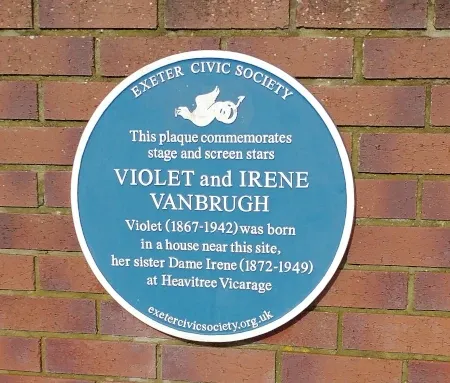 EXETER CIVIC SOCIETY
This plaque commemorates
stage and screen stars
VIOLET and IRENE
VANBRUGH
Violet (1867-1942) was born
in a house near this site,
her sister Dame Irene (1872-1949)
at Heavitree Vicarage
exetercivicsociety.org.uk